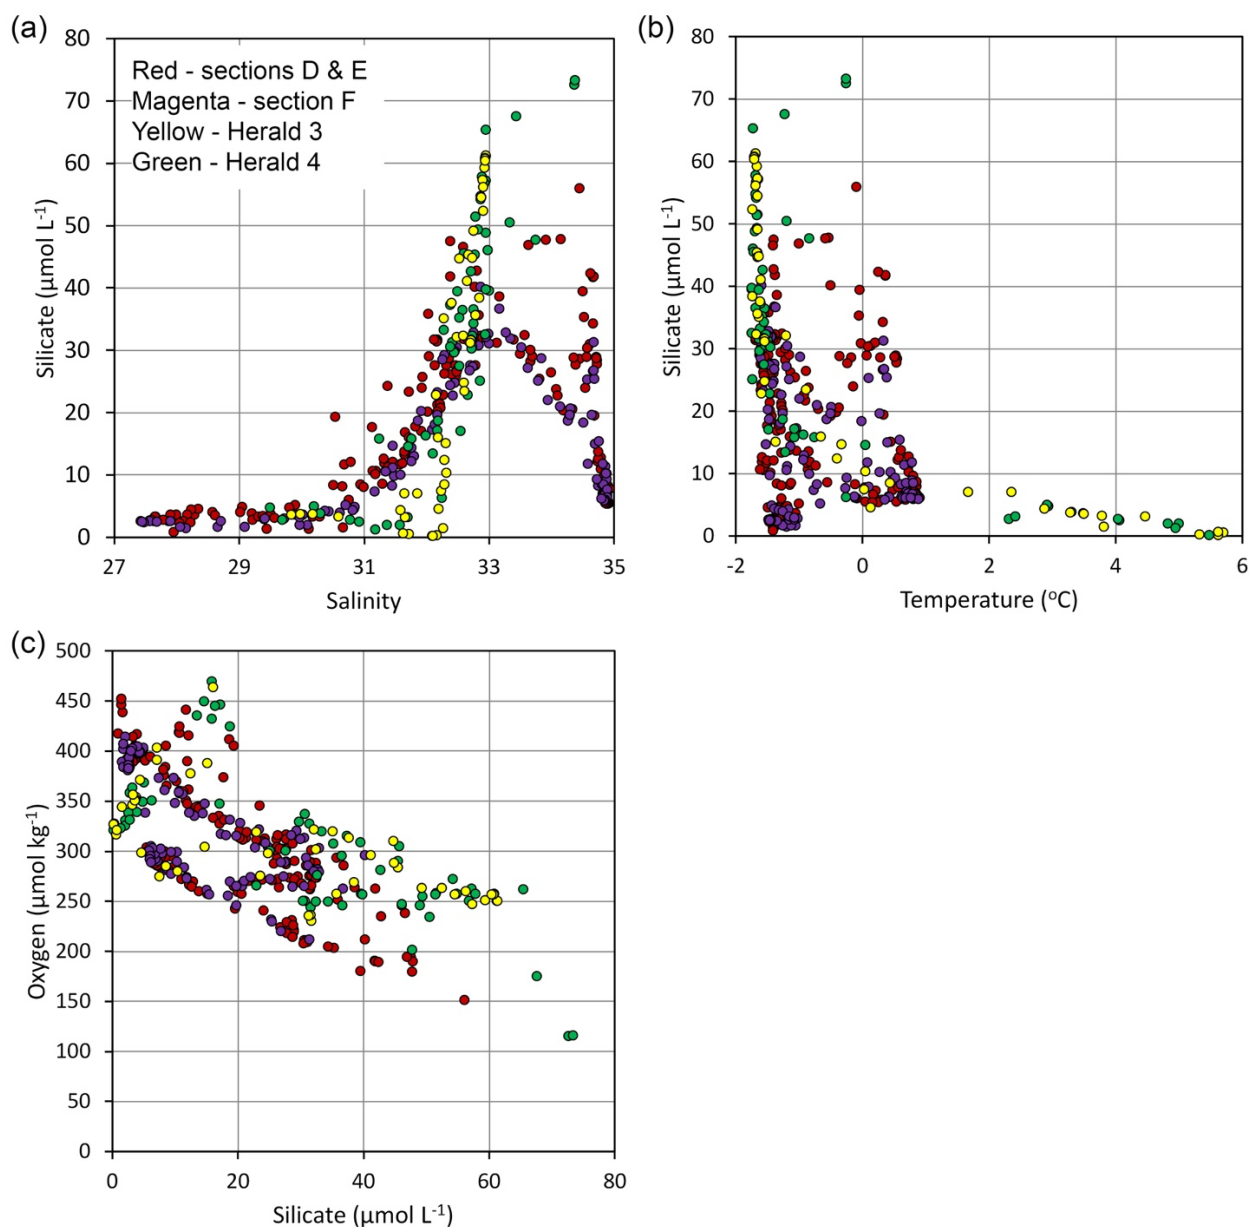 (a)
80
70
60
50
40
30
20
10
0
Silicate (µmol L-1)
Red - sections D & E
Magenta - section F
Yellow - Herald 3
Green - Herald 4
27 29 31 33 35
Salinity
(b)
80
70
60
50
40
30
20
10
0
Silicate (µmol L-1)
-2 0 2 4 6
Temperature (oC)
(c)
500
450
400
350
300
250
200
150
100
50
0
Oxygen (µmol kg-1)
0 20 40 60 80
Silicate (µmol L-1)